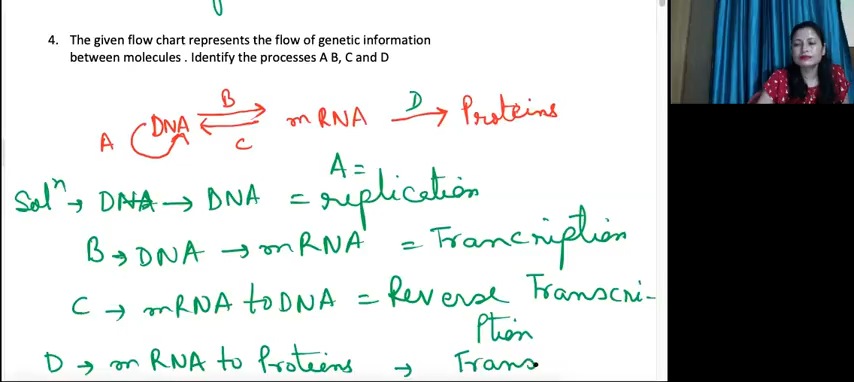 4. The given flow chart represents the flow of genetic information
between molecules . Identify the processes A B, C and D
B
D
A DNA mRNA Proteins
C
A =
Solⁿ → DNA → DNA = replication
B → DNA → mRNA = Trancription
C → mRNA to DNA = Reverse Transcri-
ption
D → mRNA to Proteins → Trans